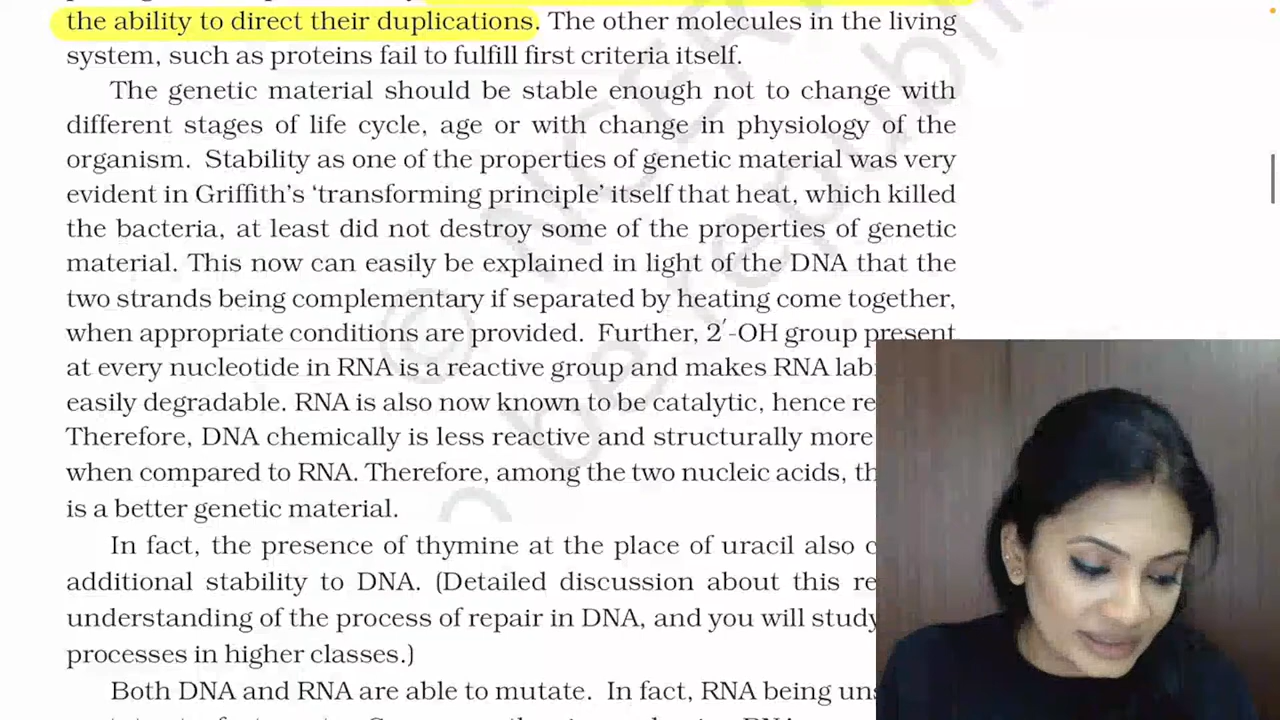 the ability to direct their duplications. The other molecules in the living
system, such as proteins fail to fulfill first criteria itself.
The genetic material should be stable enough not to change with
different stages of life cycle, age or with change in physiology of the
organism. Stability as one of the properties of genetic material was very
evident in Griffith's 'transforming principle' itself that heat, which killed
the bacteria, at least did not destroy some of the properties of genetic
material. This now can easily be explained in light of the DNA that the
two strands being complementary if separated by heating come together,
when appropriate conditions are provided. Further, 2′-OH group present
at every nucleotide in RNA is a reactive group and makes RNA
easily degradable. RNA is also now known to be catalytic, hence
Therefore, DNA chemically is less reactive and structurally more
when compared to RNA. Therefore, among the two nucleic acids,
is a better genetic material.
In fact, the presence of thymine at the place of uracil also
additional stability to DNA. (Detailed discussion about this
understanding of the process of repair in DNA, and you will study
processes in higher classes.)
Both DNA and RNA are able to mutate. In fact, RNA being
© NCERT
be republis